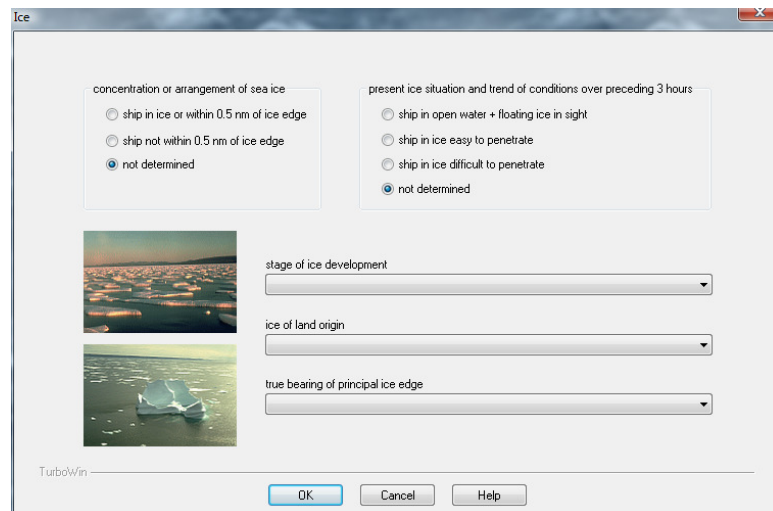 Ice
concentration or arrangement of sea ice
ship in ice or within 0.5 nm of ice edge
ship not within 0.5 nm of ice edge
not determined
present ice situation and trend of conditions over preceding 3 hours
ship in open water + floating ice in sight
ship in ice easy to penetrate
ship in ice difficult to penetrate
not determined
stage of ice development
ice of land origin
true bearing of principal ice edge
TurboWin
OK Cancel Help